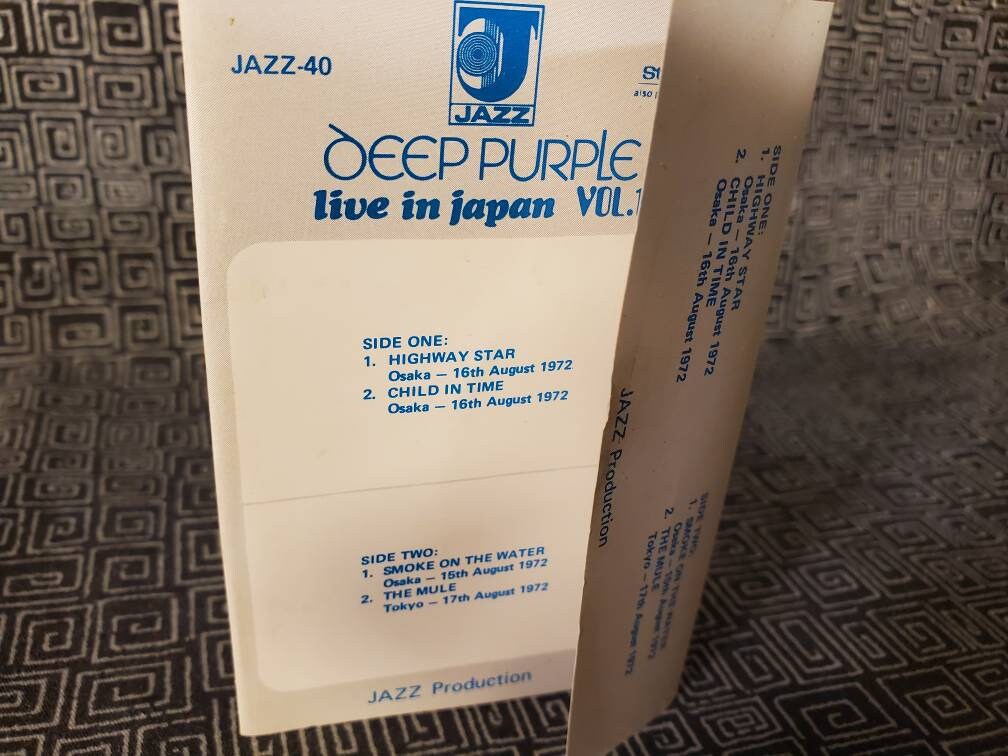 JAZZ-40
JAZZ
DEEP PURPLE
live in japan VOL.1
SIDE ONE:
1. HIGHWAY STAR
Osaka – 16th August 1972
2. CHILD IN TIME
Osaka – 16th August 1972
SIDE TWO:
1. SMOKE ON THE WATER
Osaka – 15th August 1972
2. THE MULE
Tokyo – 17th August 1972
JAZZ Production
SIDE ONE:
1. HIGHWAY STAR
Osaka – 16th August 1972
2. CHILD IN TIME
Osaka – 16th August 1972
JAZZ Production
SIDE TWO:
1. SMOKE ON THE WATER
Osaka – 15th August 1972
2. THE MULE
Tokyo – 17th August 1972